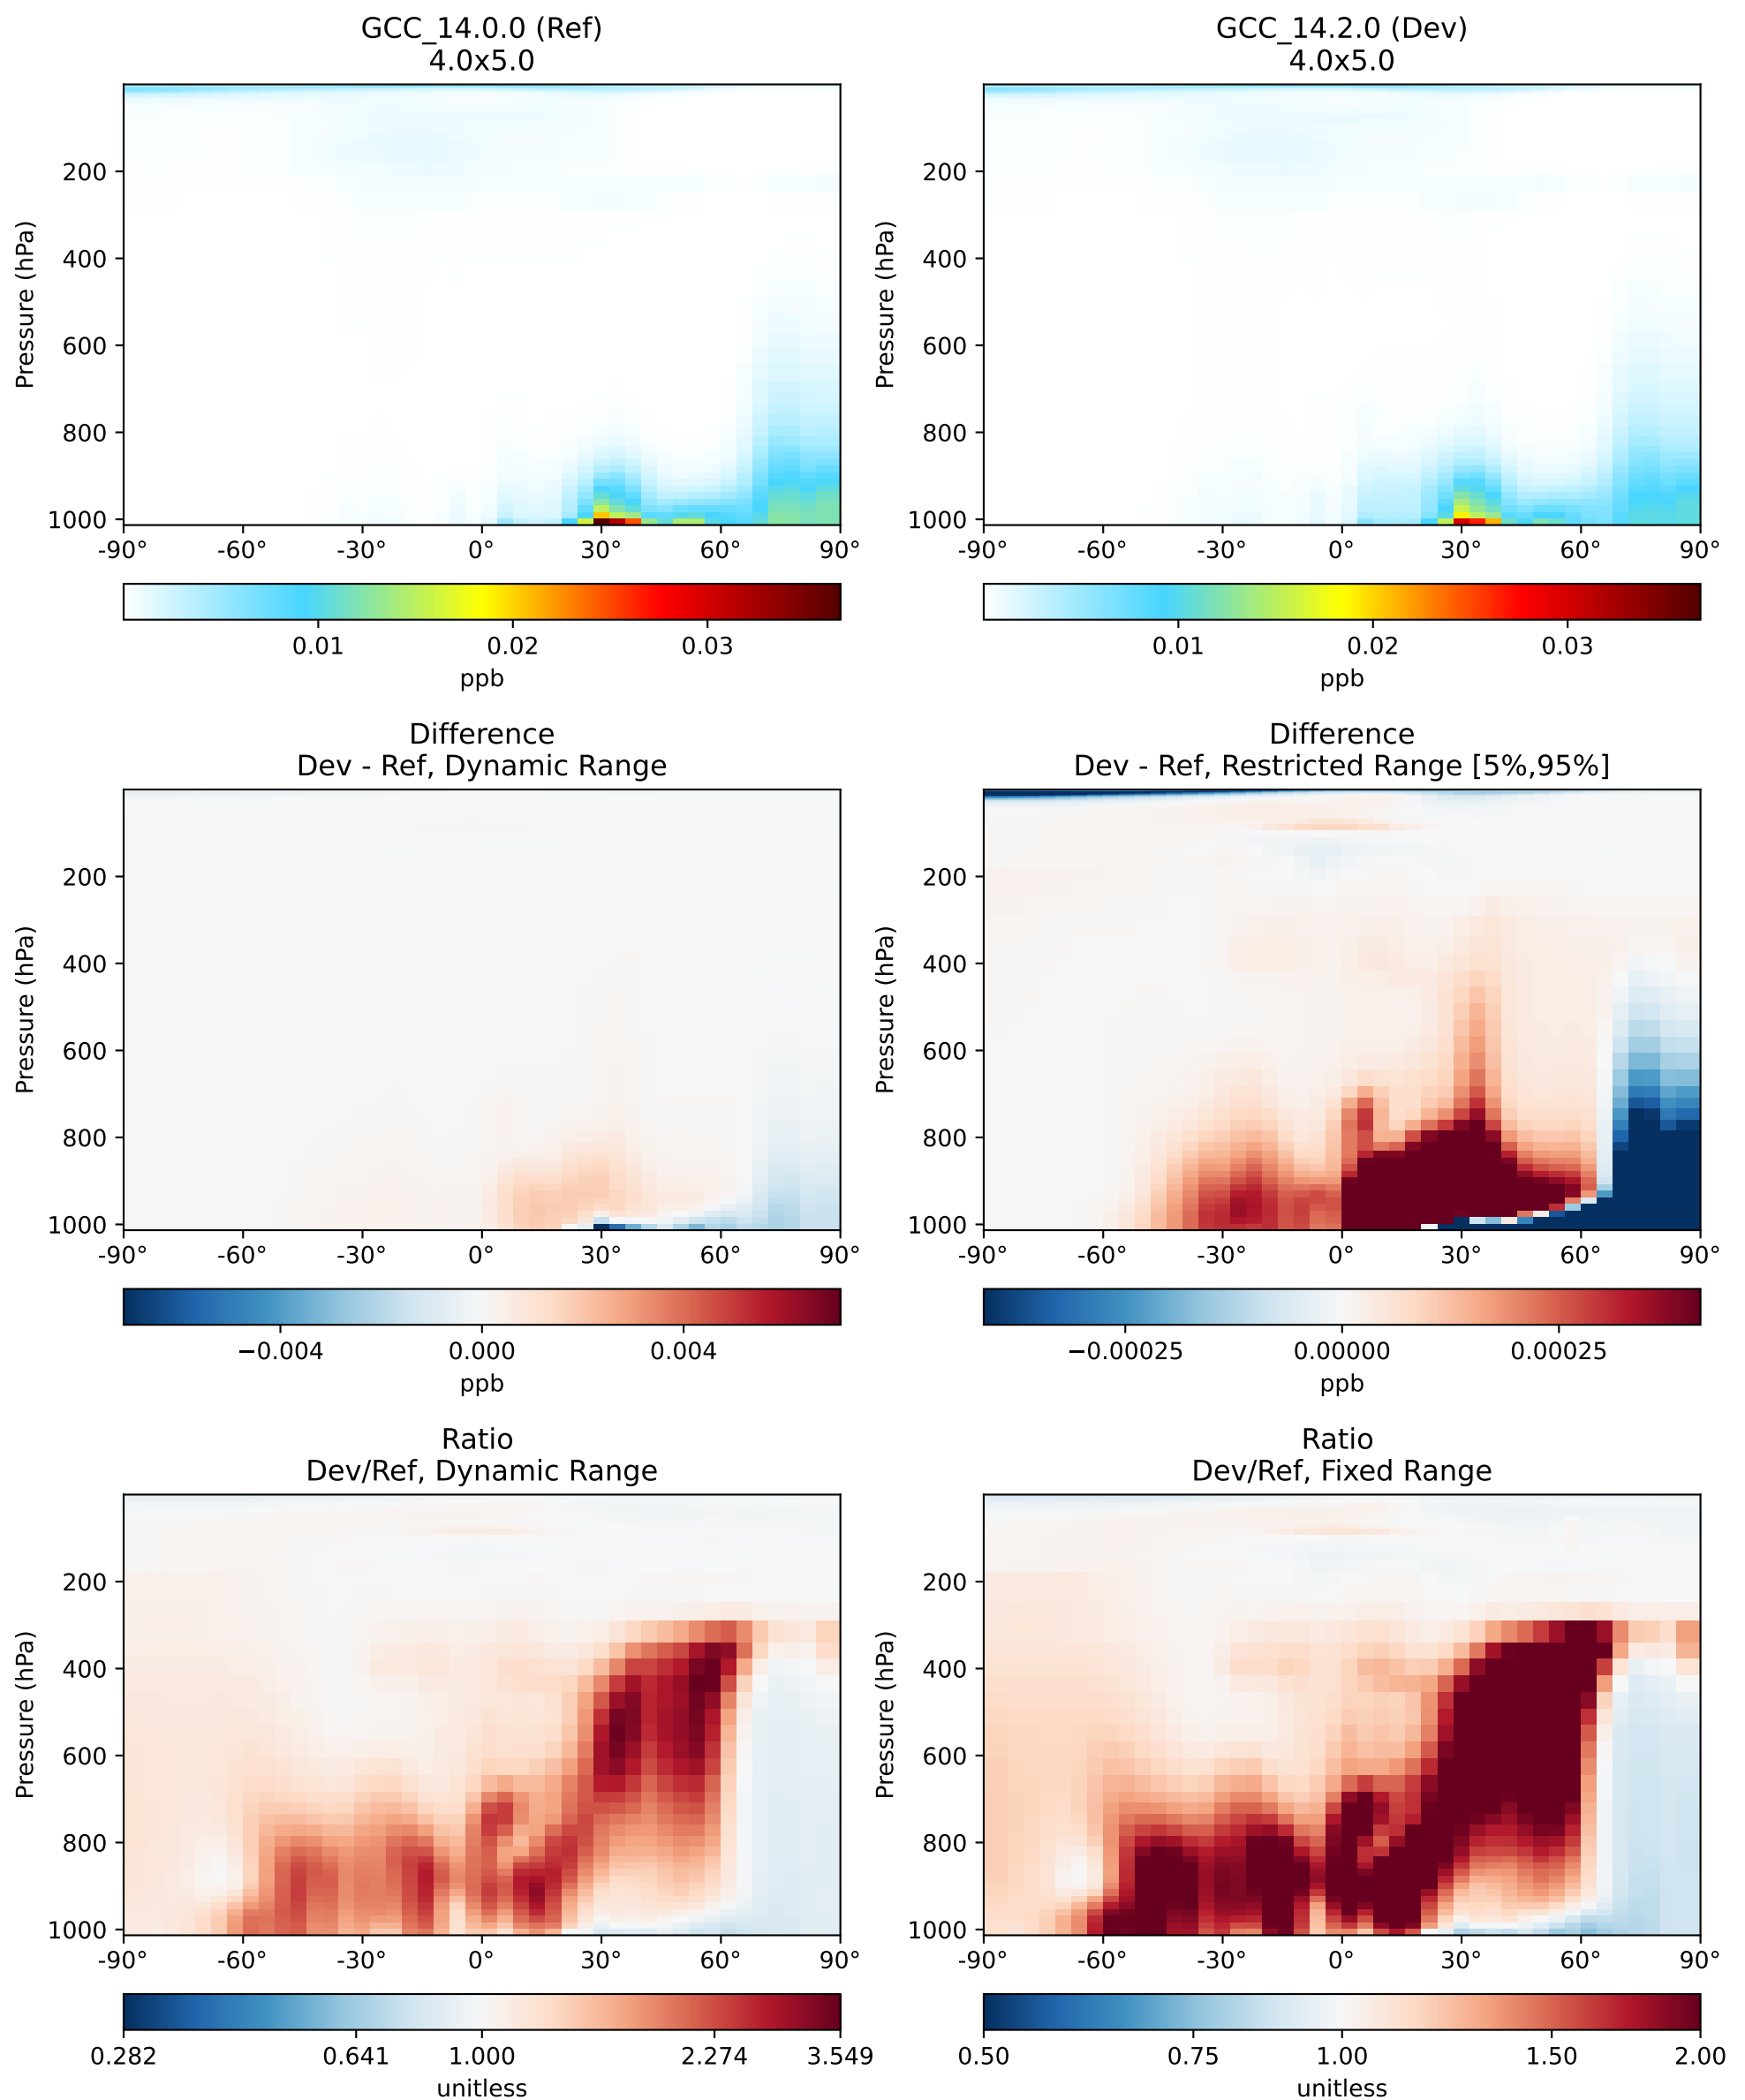 GCC_14.0.0 (Ref)
4.0x5.0
Pressure (hPa)
200
400
600
800
1000
-90° -60° -30° 0° 30° 60° 90°
0.01 0.02 0.03
ppb
GCC_14.2.0 (Dev)
4.0x5.0
Pressure (hPa)
200
400
600
800
1000
-90° -60° -30° 0° 30° 60° 90°
0.01 0.02 0.03
ppb
Difference
Dev - Ref, Dynamic Range
Pressure (hPa)
200
400
600
800
1000
-90° -60° -30° 0° 30° 60° 90°
−0.004 0.000 0.004
ppb
Difference
Dev - Ref, Restricted Range [5%,95%]
Pressure (hPa)
200
400
600
800
1000
-90° -60° -30° 0° 30° 60° 90°
−0.00025 0.00000 0.00025
ppb
Ratio
Dev/Ref, Dynamic Range
Pressure (hPa)
200
400
600
800
1000
-90° -60° -30° 0° 30° 60° 90°
0.282 0.641 1.000 2.274 3.549
unitless
Ratio
Dev/Ref, Fixed Range
Pressure (hPa)
200
400
600
800
1000
-90° -60° -30° 0° 30° 60° 90°
0.50 0.75 1.00 1.50 2.00
unitless